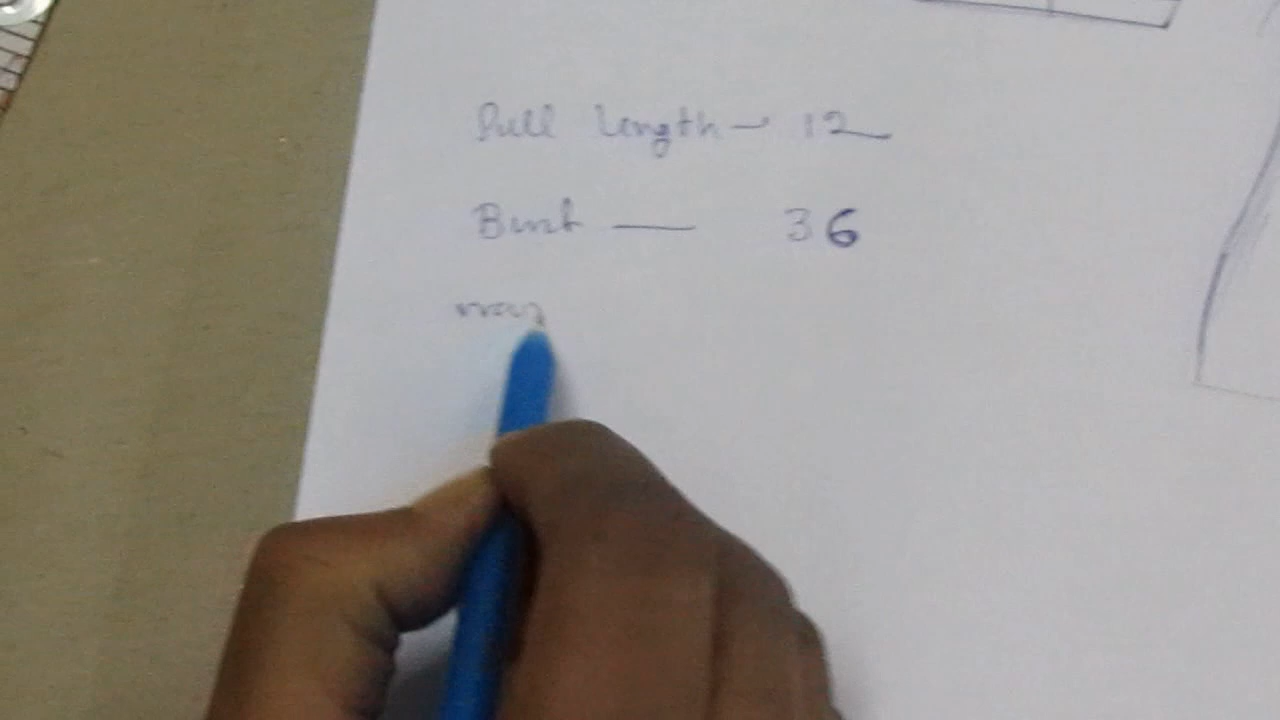 Full length - 12
Bust — 36